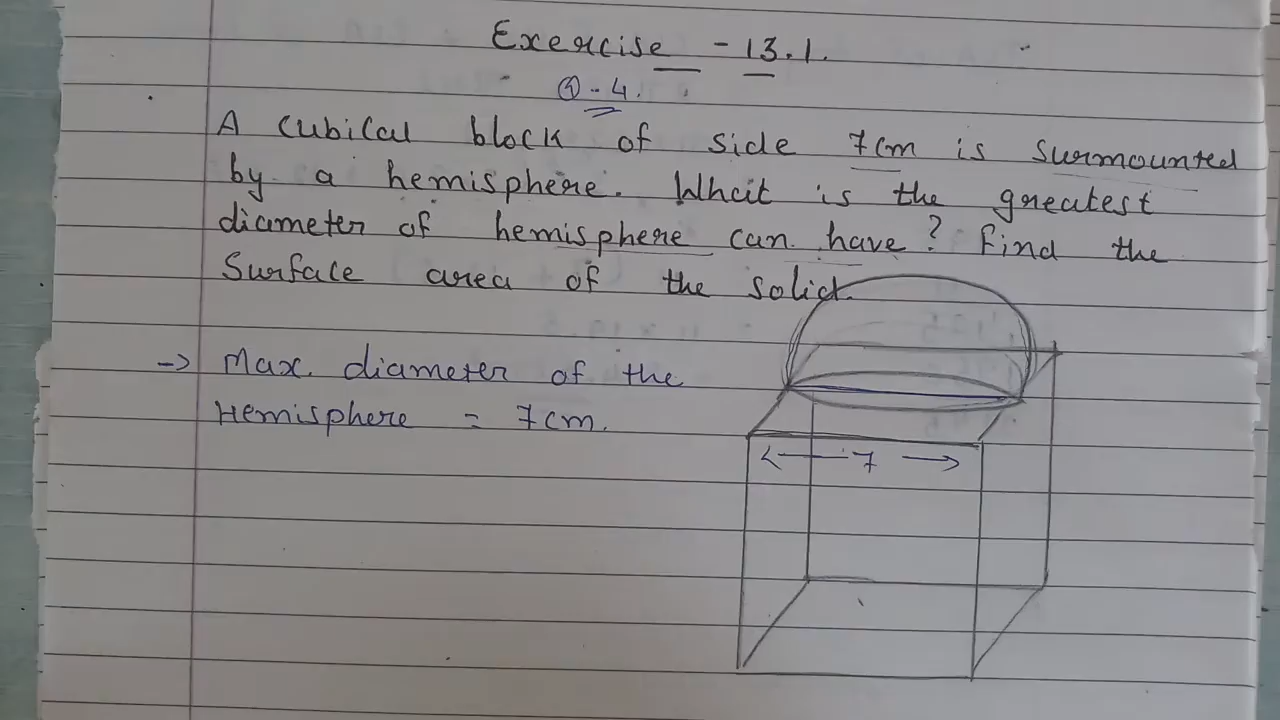 Exercise - 13.1.
Q-4.
A cubical block of side 7cm is surmounted
by a hemisphere. What is the greatest
diameter of hemisphere can have? Find the
Surface area of the solid.
→ Max. diameter of the
Hemisphere = 7cm.
7